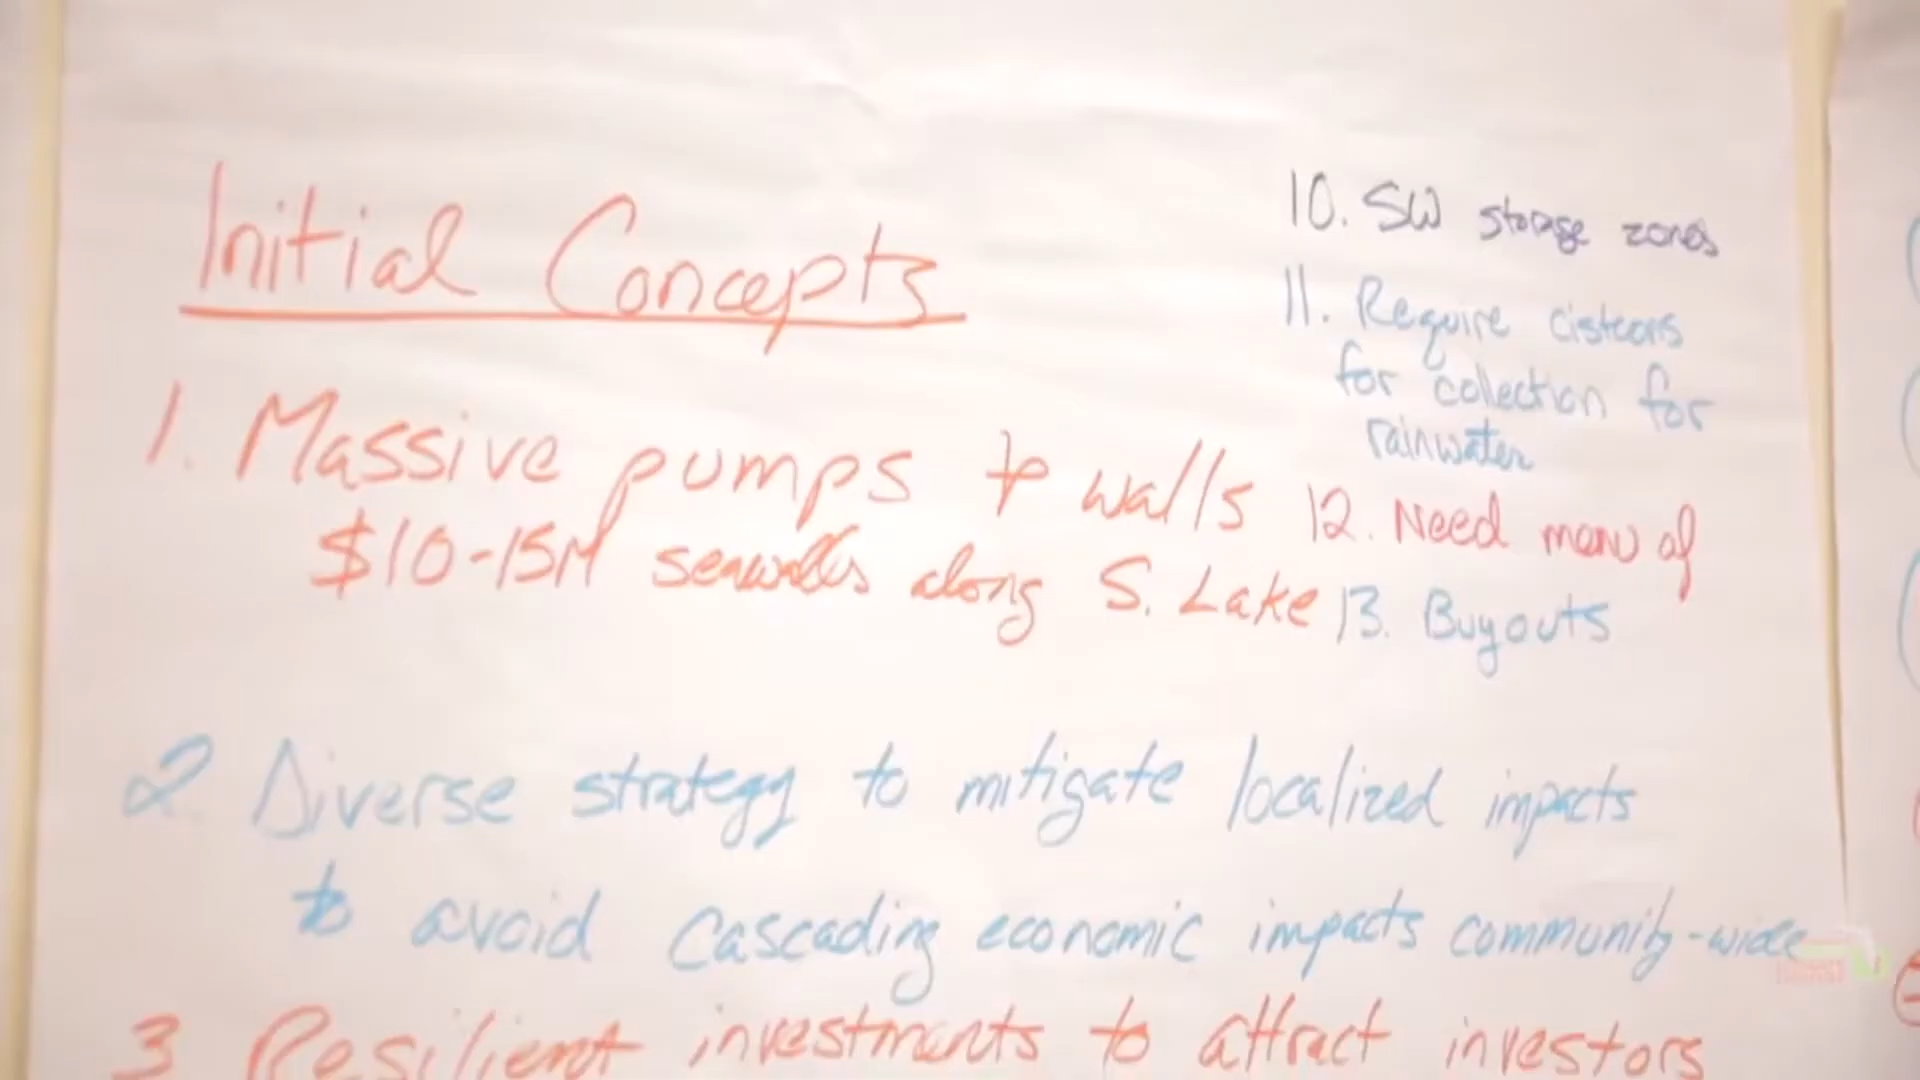 Initial Concepts
1. Massive pumps + walls
$10-15M seawalls along S. Lake
2 Diverse strategy to mitigate localized impacts
to avoid cascading economic impacts community-wide
3 Resilient investments to attract investors
10. SW storage zones
11. Require cisterns
for collection for
rainwater
12. Need menu of
13. Buyouts